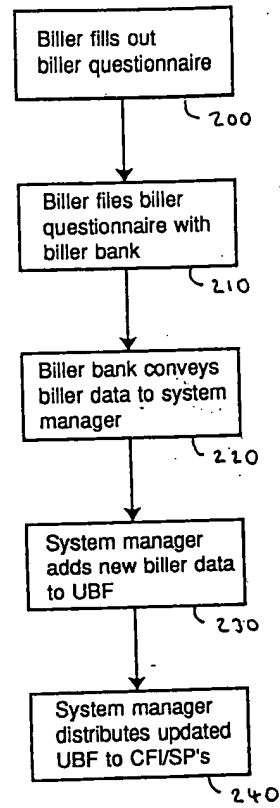 Biller fills out
biller questionnaire
200
Biller files biller
questionnaire with
biller bank
210
Biller bank conveys
biller data to system
manager
220
System manager
adds new biller data
to UBF
230
System manager
distributes updated
UBF to CFI/SP's
240